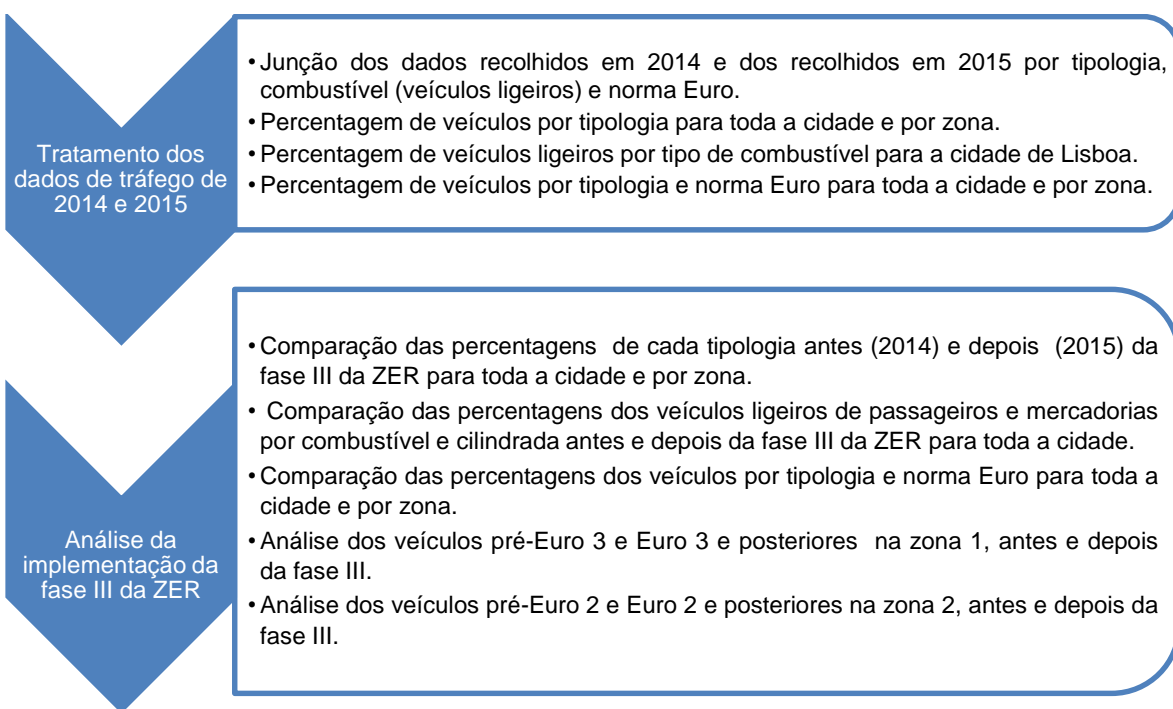 Tratamento dos
dados de tráfego de
2014 e 2015
•Junção dos dados recolhidos em 2014 e dos recolhidos em 2015 por tipologia,
combustível (veículos ligeiros) e norma Euro.
•Percentagem de veículos por tipologia para toda a cidade e por zona.
•Percentagem de veículos ligeiros por tipo de combustível para a cidade de Lisboa.
•Percentagem de veículos por tipologia e norma Euro para toda a cidade e por zona.
Análise da
implementação da
fase III da ZER
•Comparação das percentagens de cada tipologia antes (2014) e depois (2015) da
fase III da ZER para toda a cidade e por zona.
• Comparação das percentagens dos veículos ligeiros de passageiros e mercadorias
por combustível e cilindrada antes e depois da fase III da ZER para toda a cidade.
•Comparação das percentagens dos veículos por tipologia e norma Euro para toda a
cidade e por zona.
•Análise dos veículos pré-Euro 3 e Euro 3 e posteriores na zona 1, antes e depois
da fase III.
•Análise dos veículos pré-Euro 2 e Euro 2 e posteriores na zona 2, antes e depois da
fase III.